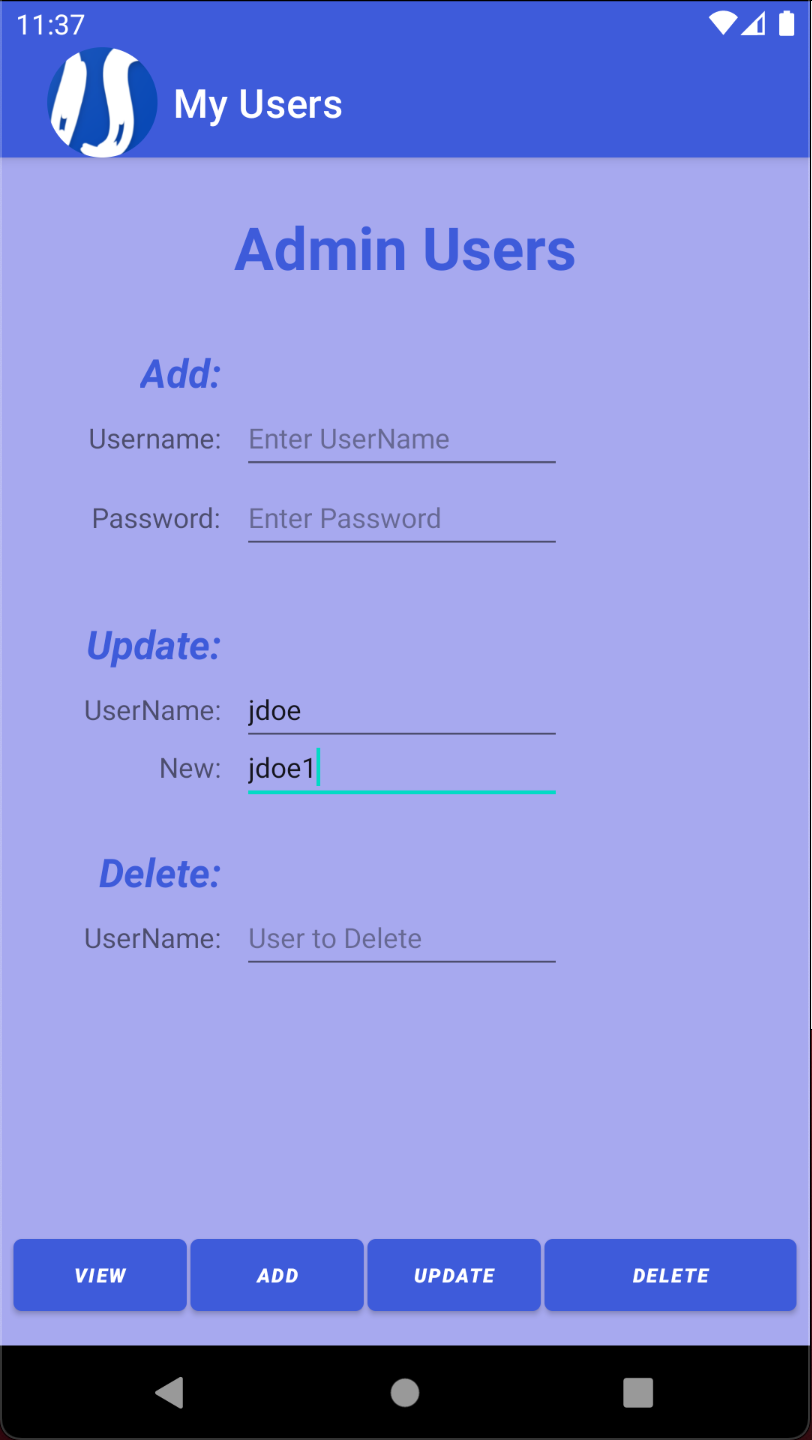 11:37
My Users
Admin Users
Add:
Username: Enter UserName
Password: Enter Password
Update:
UserName: jdoe
New: jdoe1
Delete:
UserName: User to Delete
VIEW ADD UPDATE DELETE